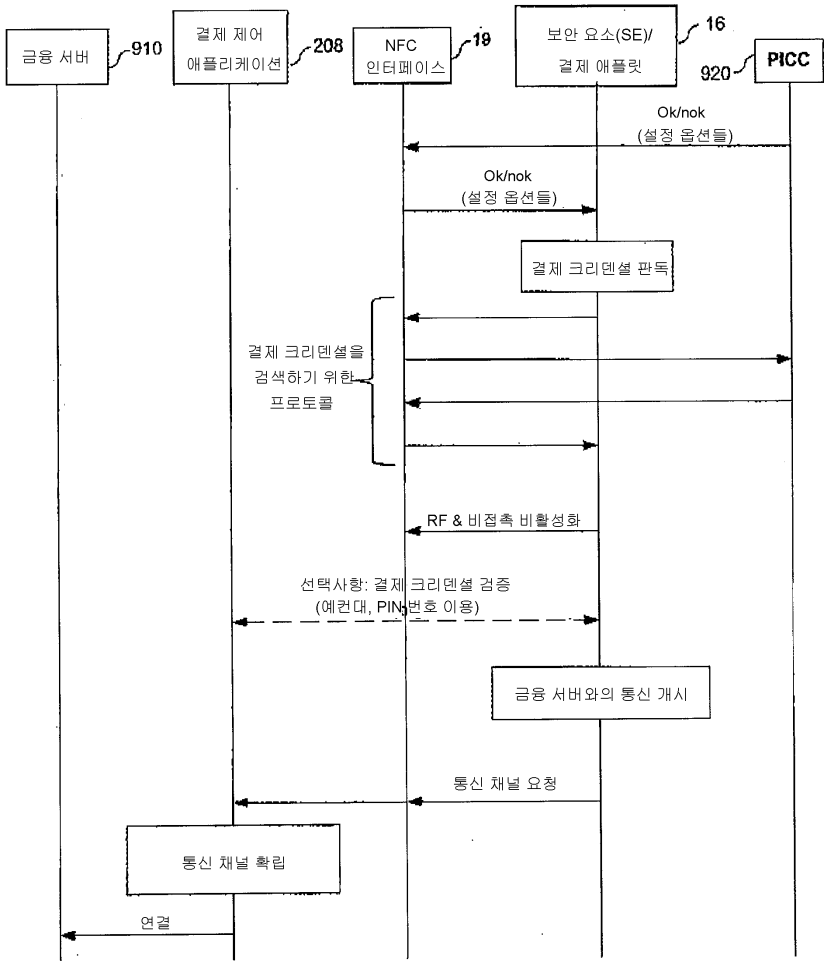 금융 서버
910
결제 제어
애플리케이션
208
NFC
인터페이스
19
보안 요소(SE)/
결제 애플릿
16
PICC
920
Ok/nok
(설정 옵션들)
Ok/nok
(설정 옵션들)
결제 크리덴셜 판독
결제 크리덴셜을
검색하기 위한
프로토콜
RF & 비접촉 비활성화
선택사항: 결제 크리덴셜 검증
(예컨대, PIN 번호 이용)
금융 서버와의 통신 개시
통신 채널 요청
통신 채널 확립
연결